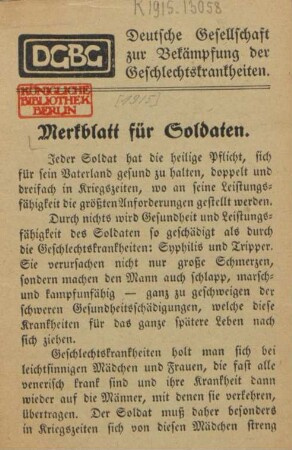 K 1915. 13058
Deutsche Gesellschaft
DGBG
zur Bekämpfung der
Geschlechtskrankheiten.
KÖNIGLICHE
BIBLIOTHEK
BERLIN
[1915]
Merkblatt für Soldaten.
Jeder Soldat hat die heilige Pflicht, sich
für sein Vaterland gesund zu halten, doppelt und
dreifach in Kriegszeiten, wo an seine Leistungs-
fähigkeit die größten Anforderungen gestellt werden.
Durch nichts wird Gesundheit und Leistungs-
fähigkeit des Soldaten so geschädigt als durch
die Geschlechtskrankheiten: Syphilis und Tripper.
Sie verursachen nicht nur große Schmerzen,
sondern machen den Mann auch schlapp, marsch-
und kampfunfähig — ganz zu geschweigen der
schweren Gesundheitsschädigungen, welche diese
Krankheiten für das ganze spätere Leben nach
sich ziehen.
Geschlechtskrankheiten holt man sich bei
leichtsinnigen Mädchen und Frauen, die fast alle
venerisch krank sind und ihre Krankheit dann
wieder auf die Männer, mit denen sie verkehren,
übertragen. Der Soldat muß daher besonders
in Kriegszeiten sich von diesen Mädchen streng